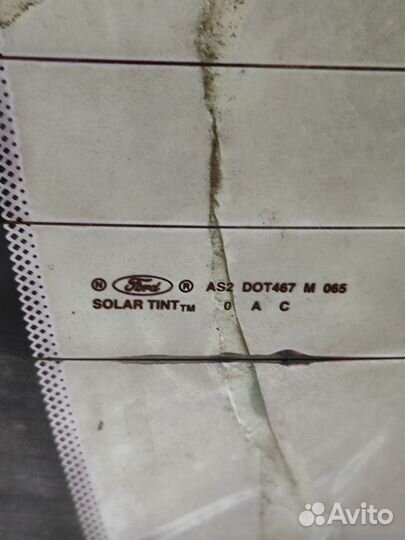 N Ford ® AS2 DOT467 M 065
SOLAR TINT™ 0 A C
Avito